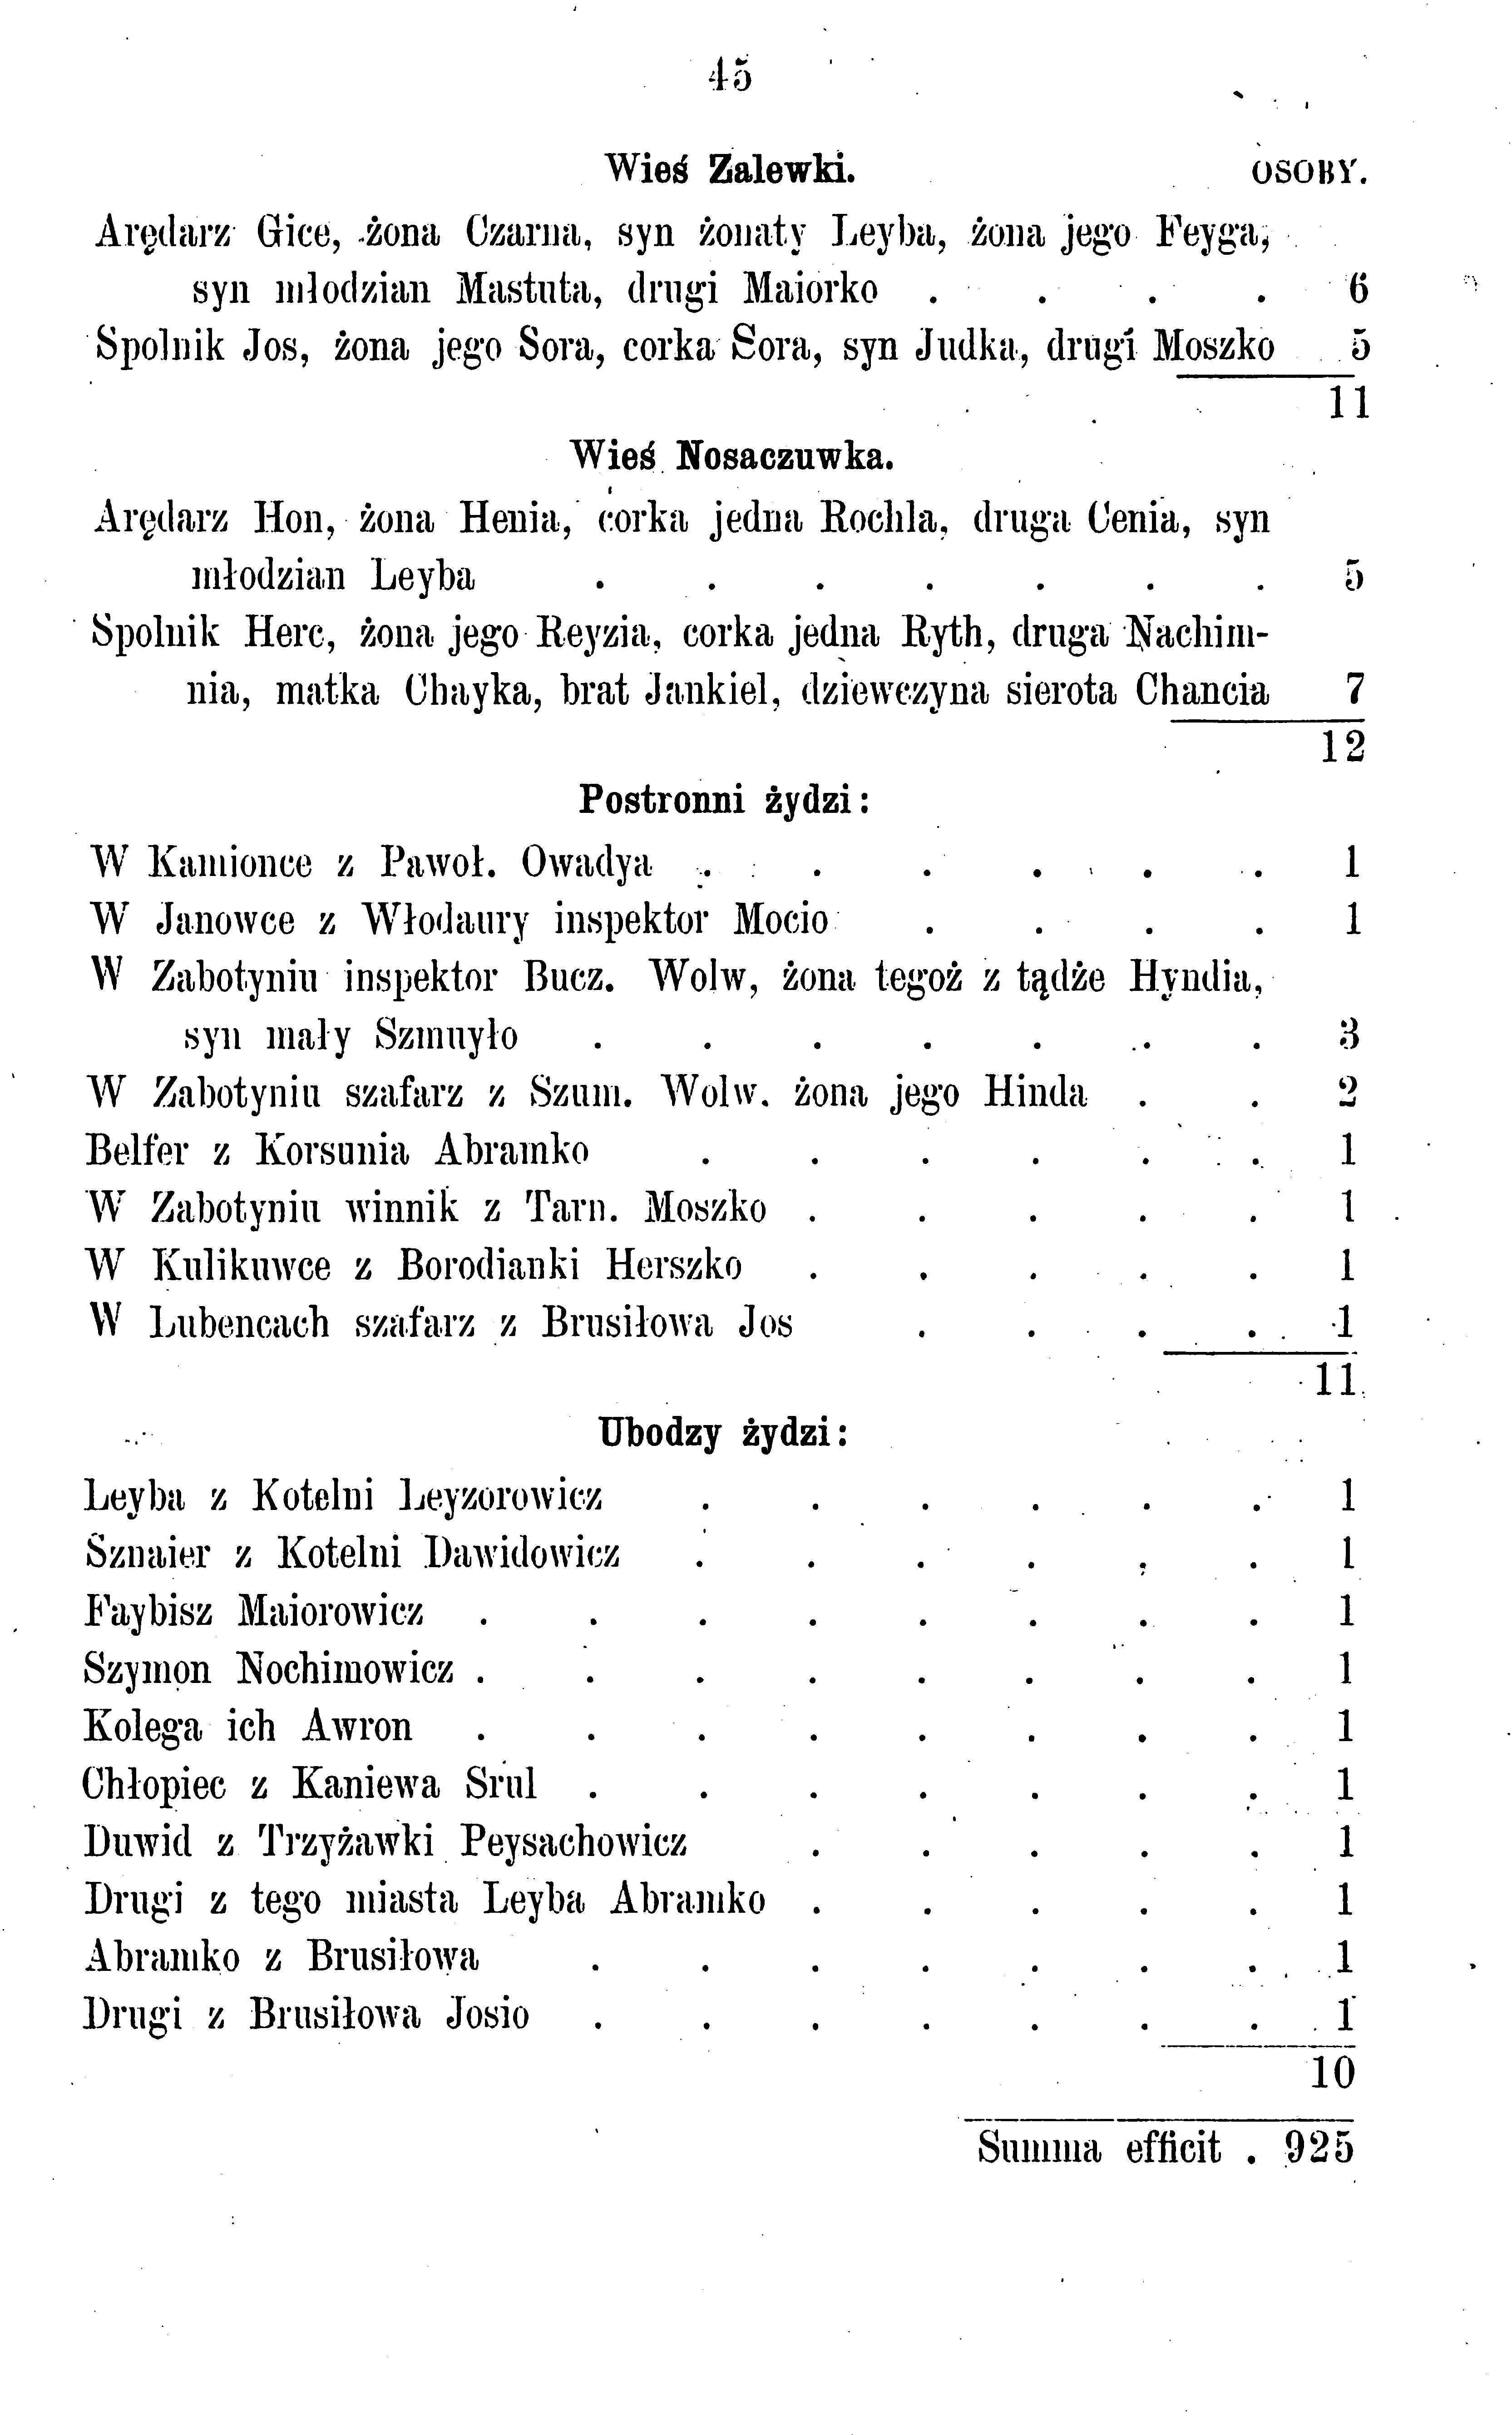 45
Wieś Zalewki. OSOBY.
Arędarz Gice, żona Czarna, syn żonaty Leyba, żona jego Feyga,
syn młodzian Mastuta, drugi Maiorko . . . . 6
Spolnik Jos, żona jego Sora, corka Sora, syn Judka, drugi Moszko 5
11
Wieś Nosaczuwka.
Arędarz Hon, żona Henia, corka jedna Rochla, druga Cenia, syn
młodzian Leyba . . . . . . . 5
Spolnik Herc, żona jego Reyzia, corka jedna Ryth, druga Nachim-
nia, matka Chayka, brat Jankiel, dziewczyna sierota Chancia 7
12
Postronni żydzi:
W Kamionce z Pawoł. Owadya . . . . . . 1
W Janowce z Włodaury inspektor Mocio . . . . 1
W Zabotyniu inspektor Bucz. Wolw, żona tegoż z tądże Hyndia,
syn mały Szmuyło . . . . . . . 3
W Zabotyniu szafarz z Szum. Wolw. żona jego Hinda . . 2
Belfer z Korsunia Abramko . . . . . . 1
W Zabotyniu winnik z Tarn. Moszko . . . . . 1
W Kulikuwce z Borodianki Herszko . . . . . 1
W Lubencach szafarz z Brusiłowa Jos . . . . 1
11
Ubodzy żydzi:
Leyba z Kotelni Leyzorowicz . . . . . . 1
Sznaier z Kotelni Dawidowicz . . . . . . 1
Faybisz Maiorowicz . . . . . . . . 1
Szymon Nochimowicz . . . . . . . . 1
Kolega ich Awron . . . . . . . . 1
Chłopiec z Kaniewa Srul . . . . . . . 1
Duwid z Trzyżawki Peysachowicz . . . . . 1
Drugi z tego miasta Leyba Abramko . . . . . 1
Abramko z Brusiłowa . . . . . . . 1
Drugi z Brusiłowa Josio . . . . . . . 1
10
Summa efficit . 925